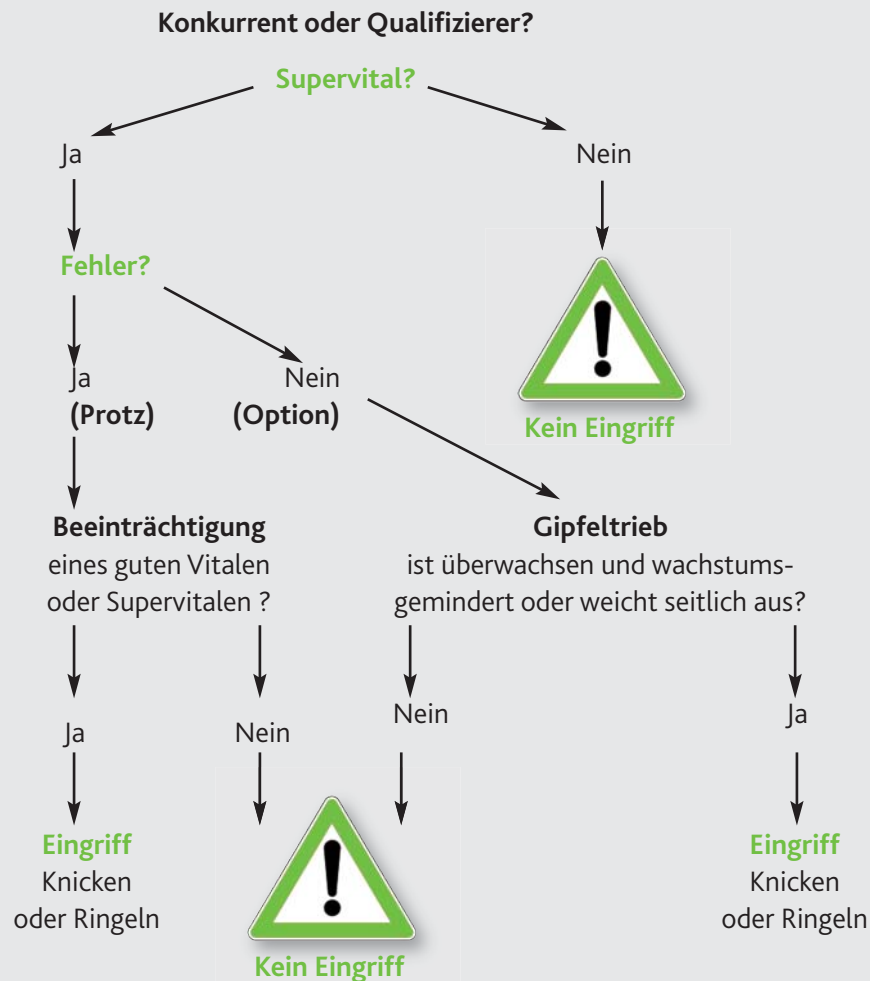 Konkurrent oder Qualifizierer?
Supervital?
Ja
Nein
Fehler?
Ja
(Protz)
Nein
(Option)
!
Kein Eingriff
Beeinträchtigung
eines guten Vitalen
oder Supervitalen ?
Gipfeltrieb
ist überwachsen und wachstums-
gemindert oder weicht seitlich aus?
Ja
Nein
Nein
Ja
Eingriff
Knicken
oder Ringeln
!
Kein Eingriff
Eingriff
Knicken
oder Ringeln